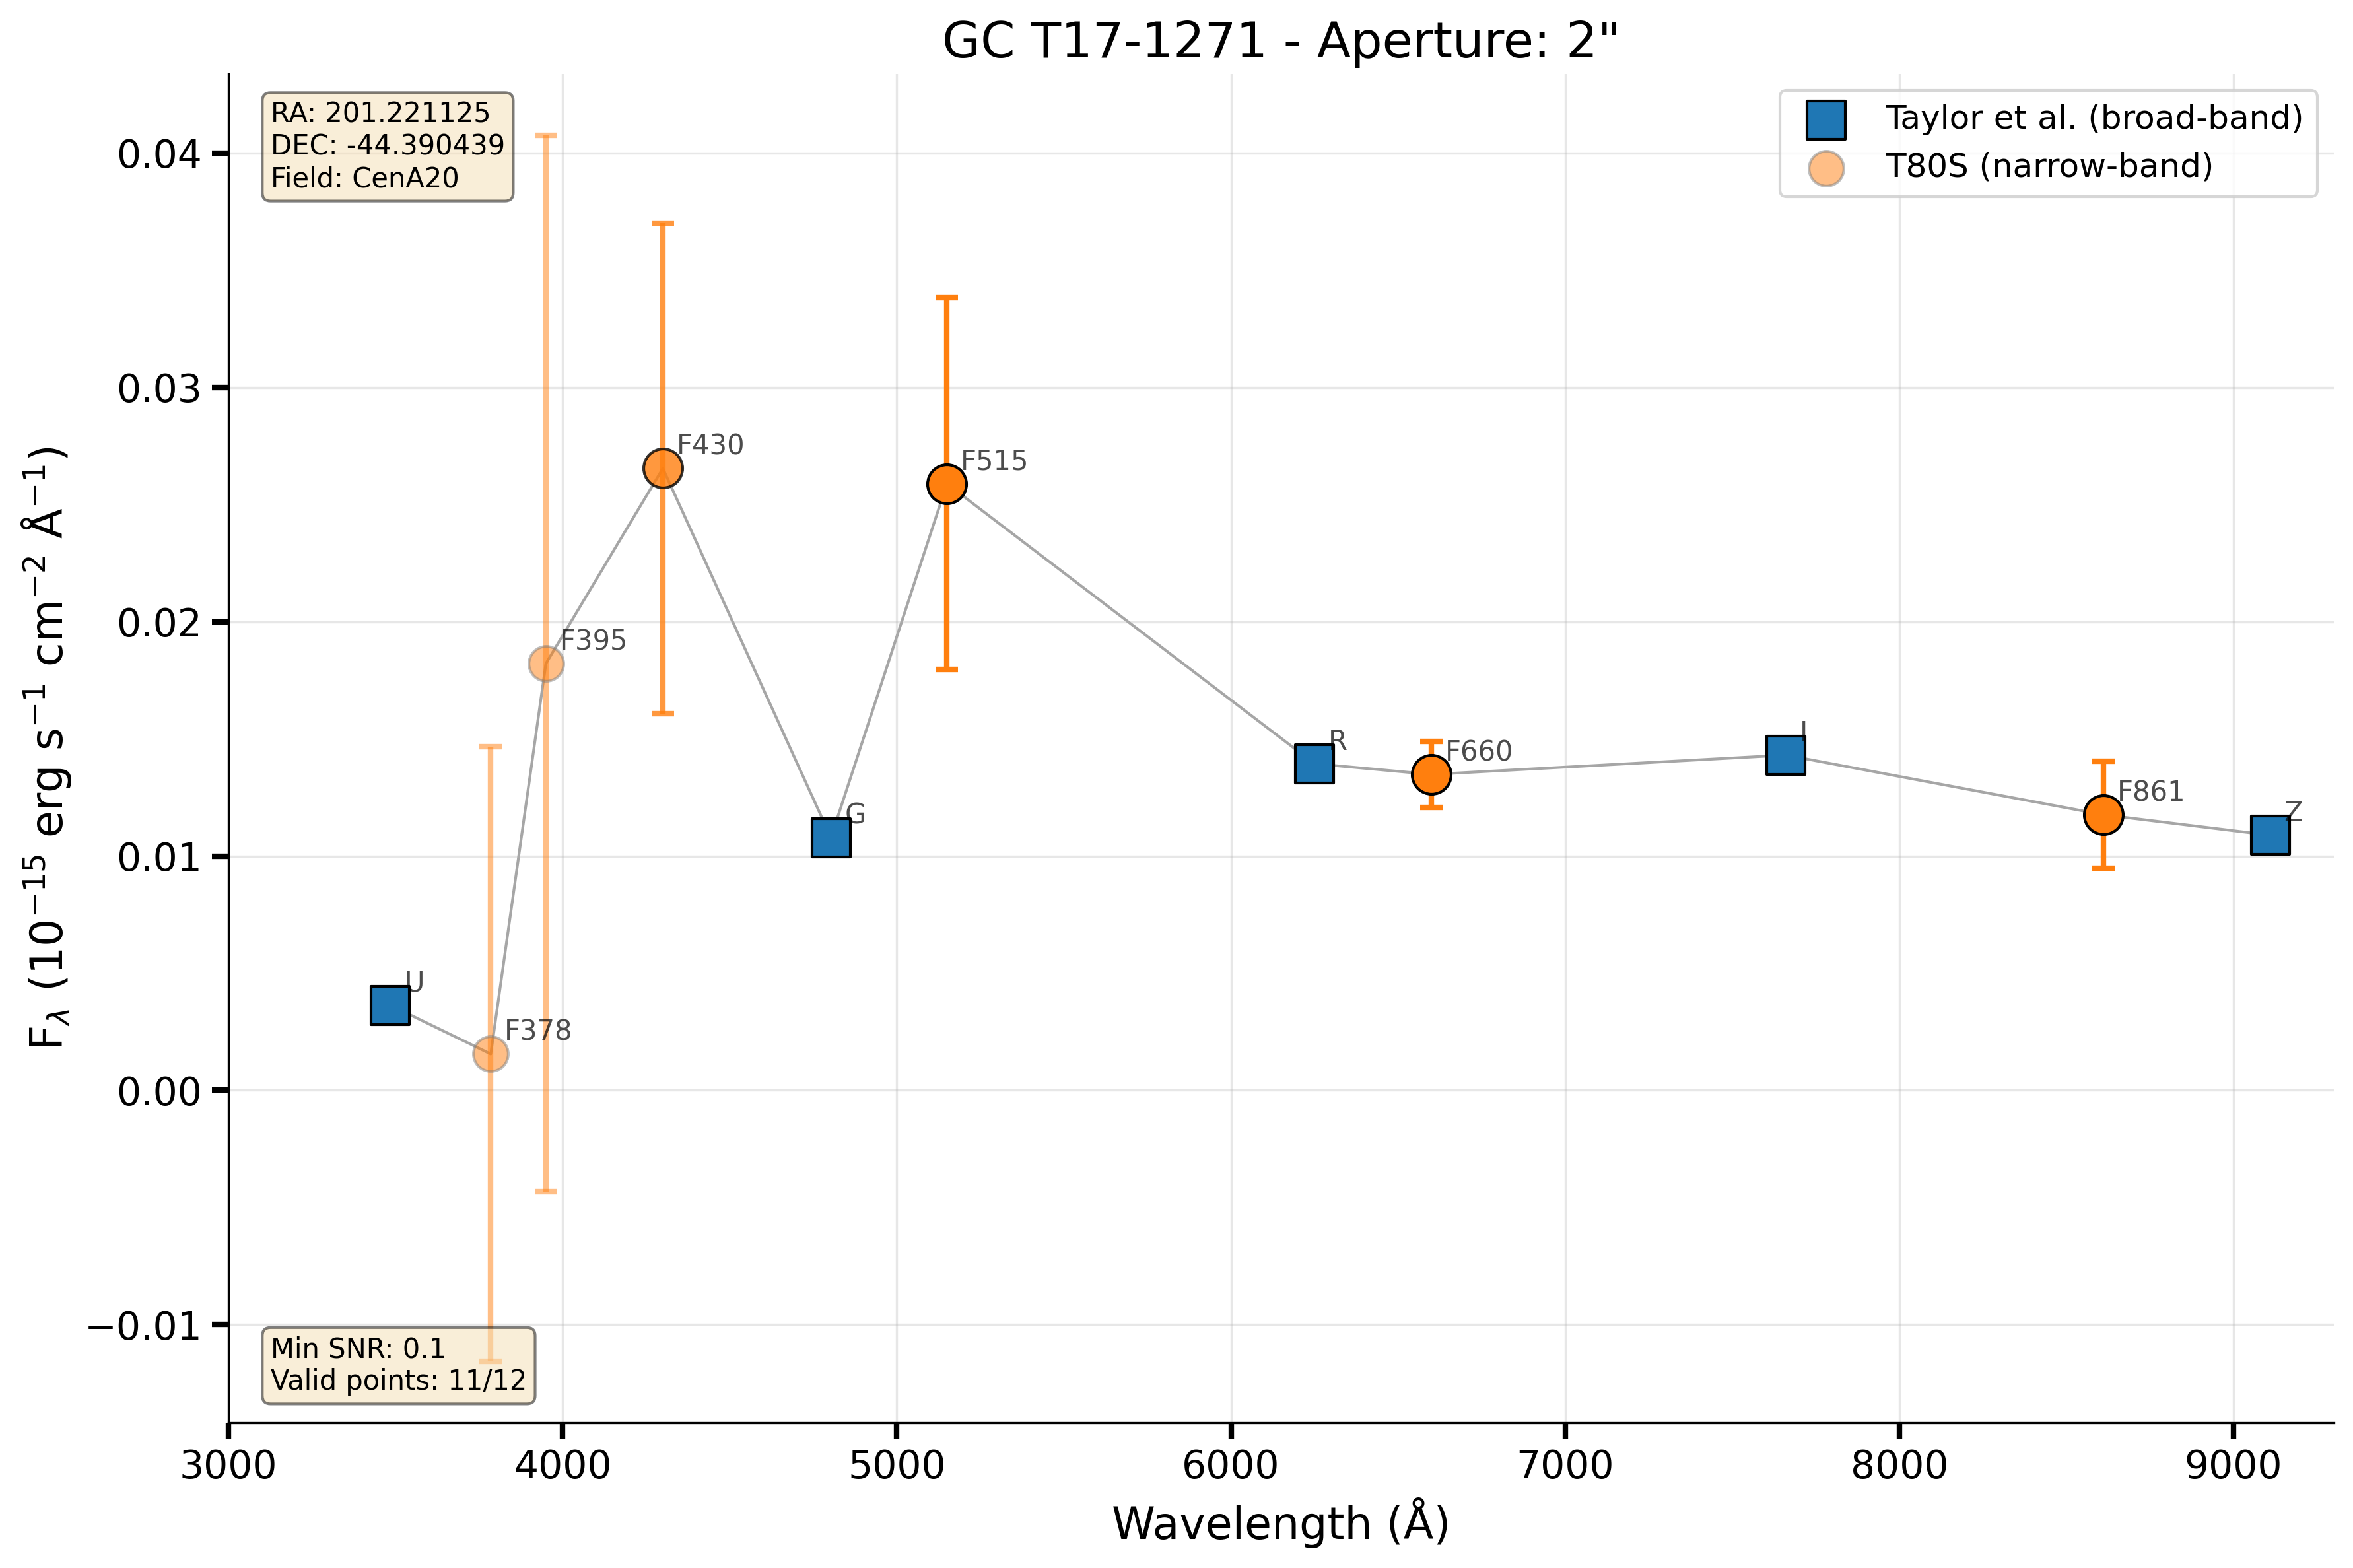 GC T17-1271 - Aperture: 2"
RA: 201.221125
DEC: -44.390439
Field: CenA20
Taylor et al. (broad-band)
T80S (narrow-band)
F_λ (10⁻¹⁵ erg s⁻¹ cm⁻² Å⁻¹)
0.04
0.03
0.02
0.01
0.00
−0.01
U
F378
F395
F430
G
F515
R
F660
I
F861
Z
Min SNR: 0.1
Valid points: 11/12
3000 4000 5000 6000 7000 8000 9000
Wavelength (Å)